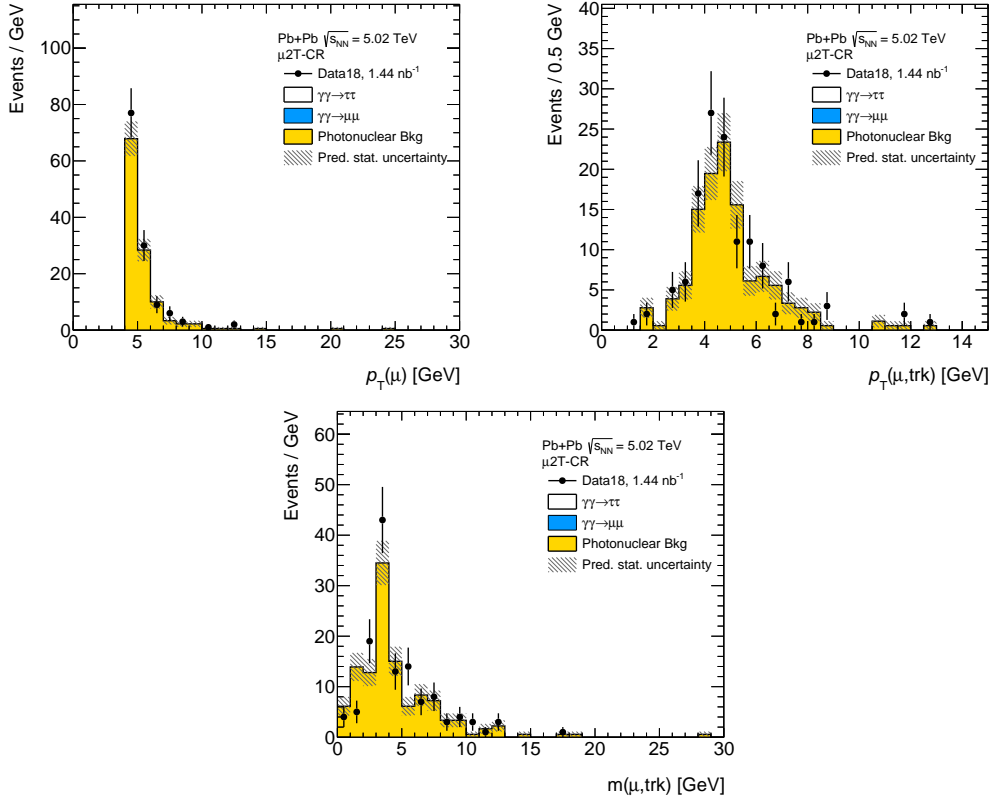 Events / GeV
100
80
60
40
20
0
Pb+Pb √s_NN = 5.02 TeV
μ2T-CR
Data18, 1.44 nb⁻¹
γγ→ττ
γγ→μμ
Photonuclear Bkg
Pred. stat. uncertainty
0 5 10 15 20 25 30
p_T(μ) [GeV]
Events / 0.5 GeV
40
35
30
25
20
15
10
5
0
Pb+Pb √s_NN = 5.02 TeV
μ2T-CR
Data18, 1.44 nb⁻¹
γγ→ττ
γγ→μμ
Photonuclear Bkg
Pred. stat. uncertainty
0 2 4 6 8 10 12 14
p_T(μ,trk) [GeV]
Events / GeV
60
50
40
30
20
10
0
Pb+Pb √s_NN = 5.02 TeV
μ2T-CR
Data18, 1.44 nb⁻¹
γγ→ττ
γγ→μμ
Photonuclear Bkg
Pred. stat. uncertainty
0 5 10 15 20 25 30
m(μ,trk) [GeV]